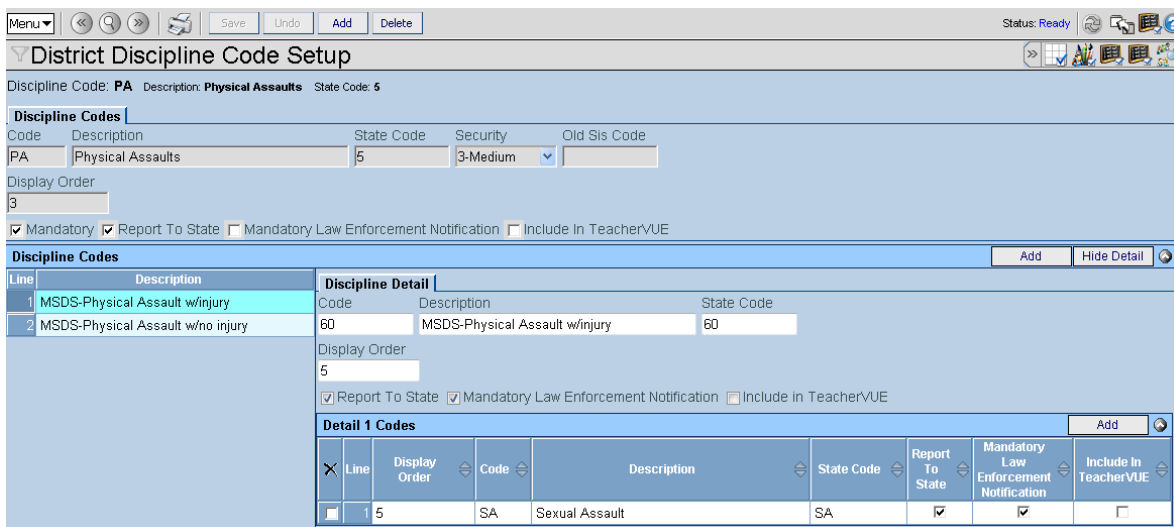 Menu Save Undo Add Delete Status: Ready
District Discipline Code Setup
Discipline Code: PA Description: Physical Assaults State Code: 5
Discipline Codes
Code Description State Code Security Old Sis Code
PA Physical Assaults 5 3-Medium
Display Order
3
Mandatory Report To State Mandatory Law Enforcement Notification Include In TeacherVUE
Discipline Codes Add Hide Detail
Line Description
1 MSDS-Physical Assault w/injury
2 MSDS-Physical Assault w/no injury
Discipline Detail
Code Description State Code
60 MSDS-Physical Assault w/injury 60
Display Order
5
Report To State Mandatory Law Enforcement Notification Include in TeacherVUE
Detail 1 Codes Add
Line Display Order Code Description State Code Report To State Mandatory Law Enforcement Notification Include In TeacherVUE
1 5 SA Sexual Assault SA